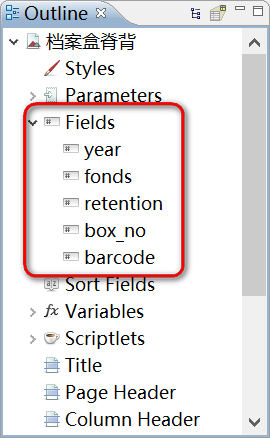 Outline
档案盒脊背
Styles
Parameters
Fields
year
fonds
retention
box_no
barcode
Sort Fields
fx Variables
Scriptlets
Title
Page Header
Column Header